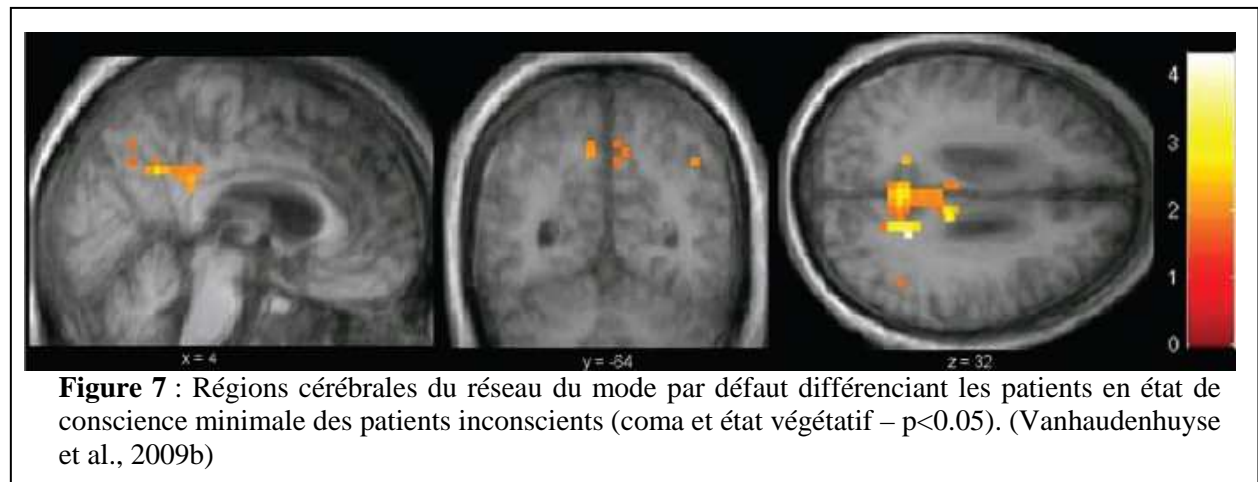 4
3
2
1
0
x = 4
y = -64
z = 32
Figure 7 : Régions cérébrales du réseau du mode par défaut différenciant les patients en état de
conscience minimale des patients inconscients (coma et état végétatif – p<0.05). (Vanhaudenhuyse
et al., 2009b)